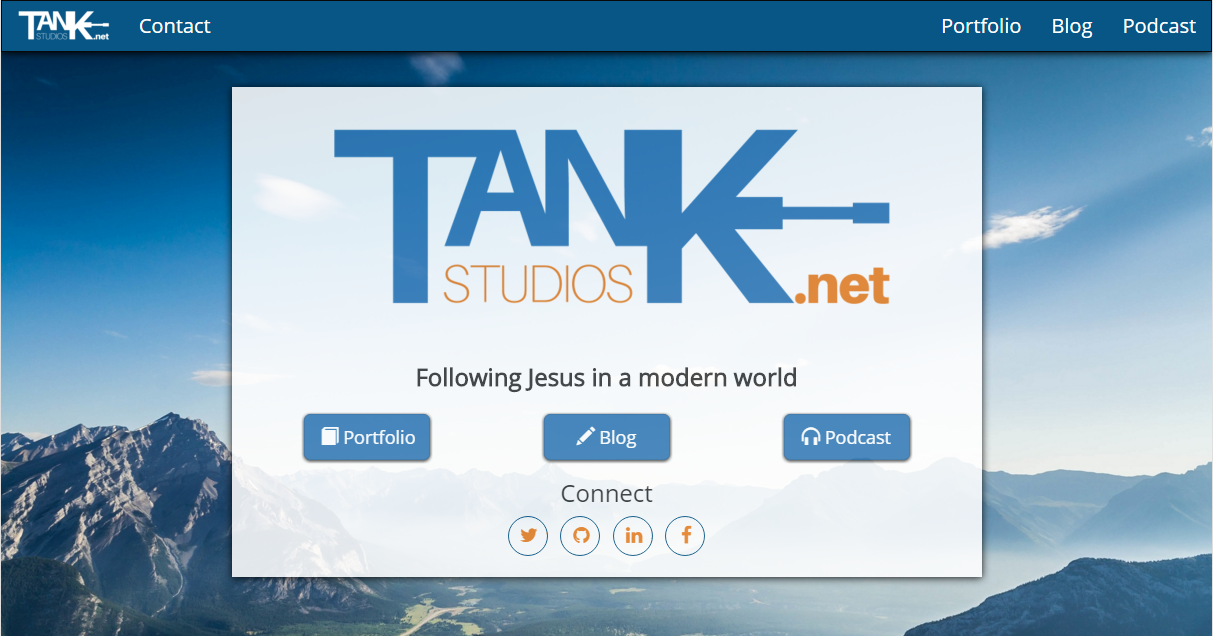 TANK STUDIOS .net Contact Portfolio Blog Podcast
TANK
STUDIOS .net
Following Jesus in a modern world
Portfolio Blog Podcast
Connect